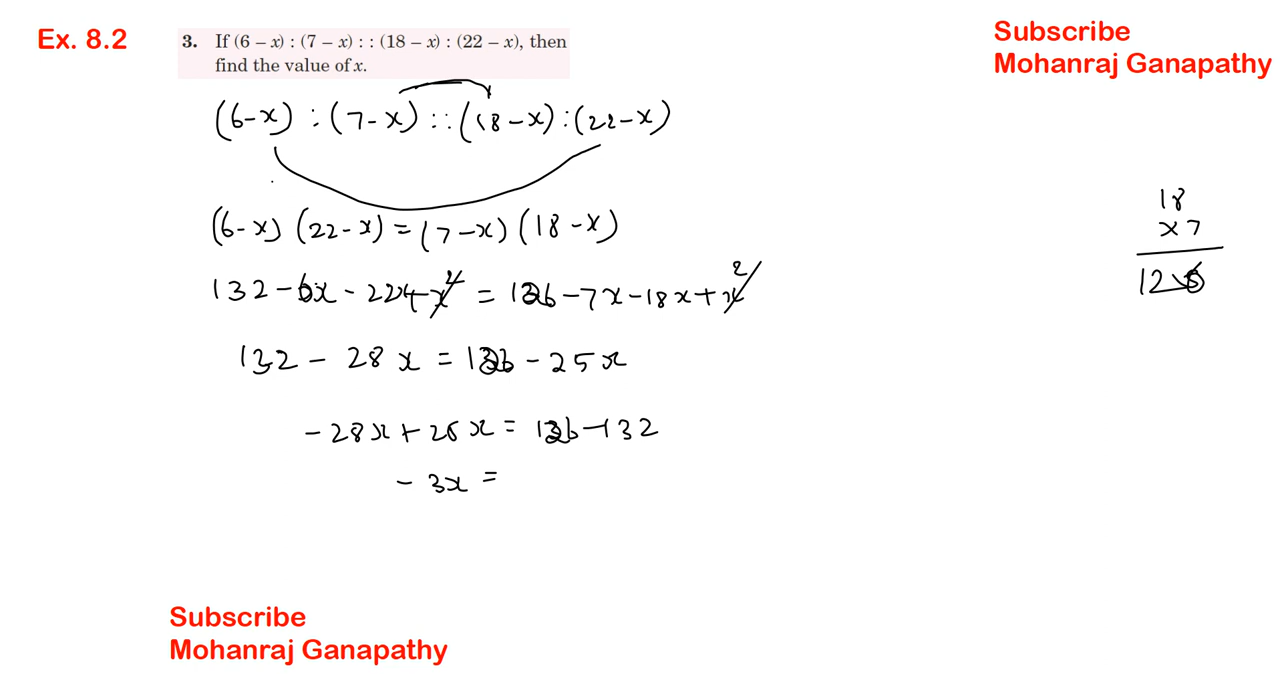 Ex. 8.2
3. If (6 – x) : (7 – x) : : (18 – x) : (22 – x), then
find the value of x.
Subscribe
Mohanraj Ganapathy
(6-x) : (7-x) :: (18-x) : (22-x)
(6-x) (22-x) = (7-x) (18-x)
132 - 6x - 22x + x² = 126 - 7x - 18x + x²
132 - 28x = 126 - 25x
- 28x + 25x = 126 - 132
- 3x =
18
x 7
126
Subscribe
Mohanraj Ganapathy